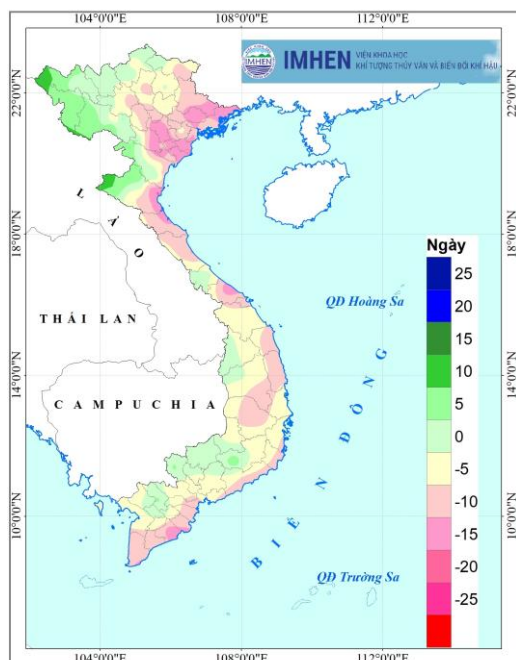 104°0'0"E 108°0'0"E 112°0'0"E
IMHEN VIỆN KHOA HỌC
KHÍ TƯỢNG THỦY VĂN VÀ BIẾN ĐỔI KHÍ HẬU
22°0'0"N 22°0'0"N
LÀO
18°0'0"N 18°0'0"N
Ngày
25
QĐ Hoàng Sa
20
THÁI LAN
15
14°0'0"N 14°0'0"N
10
CAMPUCHIA
5
0
BIỂN ĐÔNG
-5
10°0'0"N 10°0'0"N
-10
-15
QĐ Trường Sa
-20
-25
104°0'0"E 108°0'0"E 112°0'0"E